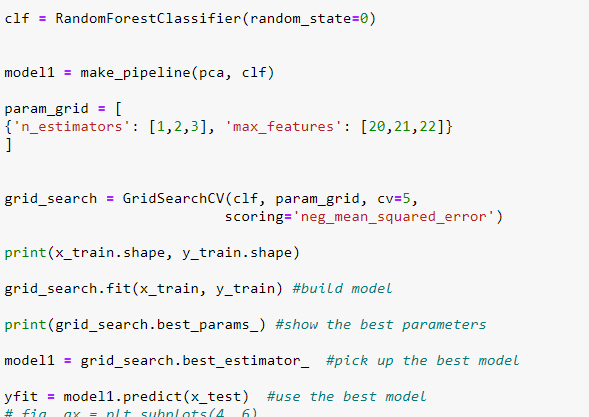 clf = RandomForestClassifier(random_state=0)
model1 = make_pipeline(pca, clf)
param_grid = [
{'n_estimators': [1,2,3], 'max_features': [20,21,22]}
]
grid_search = GridSearchCV(clf, param_grid, cv=5,
scoring='neg_mean_squared_error')
print(x_train.shape, y_train.shape)
grid_search.fit(x_train, y_train) #build model
print(grid_search.best_params_) #show the best parameters
model1 = grid_search.best_estimator_  #pick up the best model
yfit = model1.predict(x_test)  #use the best model
# fig, ax = plt.subplots(4, 6)